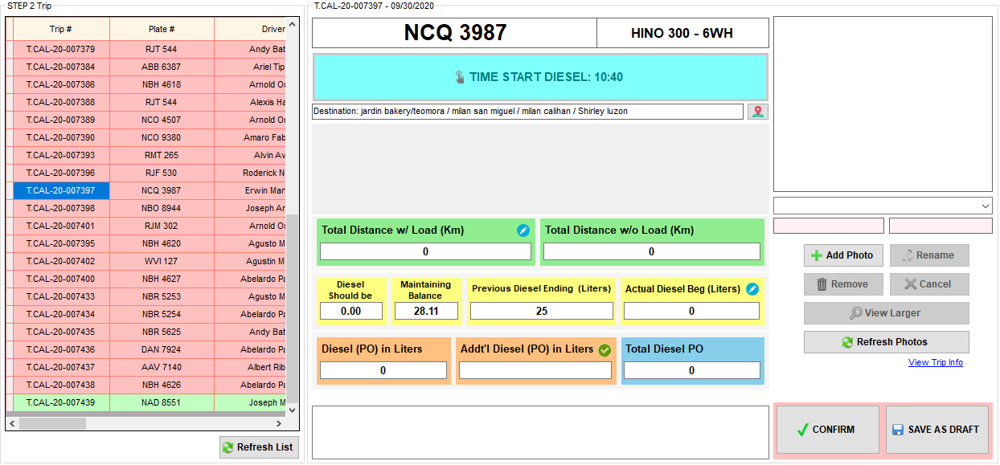 STEP 2 Trip
Trip # Plate # Driver
T.CAL-20-007379 RJT 544 Andy Bat
T.CAL-20-007384 ABB 6387 Ariel Tip
T.CAL-20-007386 NBH 4618 Arnold Or
T.CAL-20-007388 RJT 544 Alexis Ha
T.CAL-20-007389 NCO 4507 Arnold Or
T.CAL-20-007390 NCO 9380 Amaro Fab
T.CAL-20-007393 RMT 265 Alvin Av
T.CAL-20-007396 RJF 530 Roderick N
T.CAL-20-007397 NCQ 3987 Erwin Mar
T.CAL-20-007398 NBO 8944 Joseph Ar
T.CAL-20-007401 RJM 302 Arnold Or
T.CAL-20-007395 NBH 4620 Agusto M
T.CAL-20-007402 WVI 127 Agustin M
T.CAL-20-007400 NBH 4627 Abelardo Pa
T.CAL-20-007433 NBR 5253 Agusto M
T.CAL-20-007434 NBR 5254 Abelardo Pa
T.CAL-20-007435 NBR 5625 Andy Bat
T.CAL-20-007436 DAN 7924 Abelardo Pa
T.CAL-20-007437 AAV 7140 Albert Rib
T.CAL-20-007438 NBH 4626 Abelardo Pa
T.CAL-20-007439 NAD 8551 Joseph M
Refresh List
T.CAL-20-007397 - 09/30/2020
NCQ 3987 HINO 300 - 6WH
TIME START DIESEL: 10:40
Destination: jardin bakery/teomora / milan san miguel / milan calihan / Shirley luzon
Total Distance w/ Load (Km) Total Distance w/o Load (Km)
0 0
Diesel Should be
Maintaining Balance
Previous Diesel Ending (Liters)
Actual Diesel Beg (Liters)
0.00 28.11 25 0
Diesel (PO) in Liters Addt'l Diesel (PO) in Liters Total Diesel PO
0 0
Add Photo Rename
Remove Cancel
View Larger
Refresh Photos
View Trip Info
CONFIRM SAVE AS DRAFT